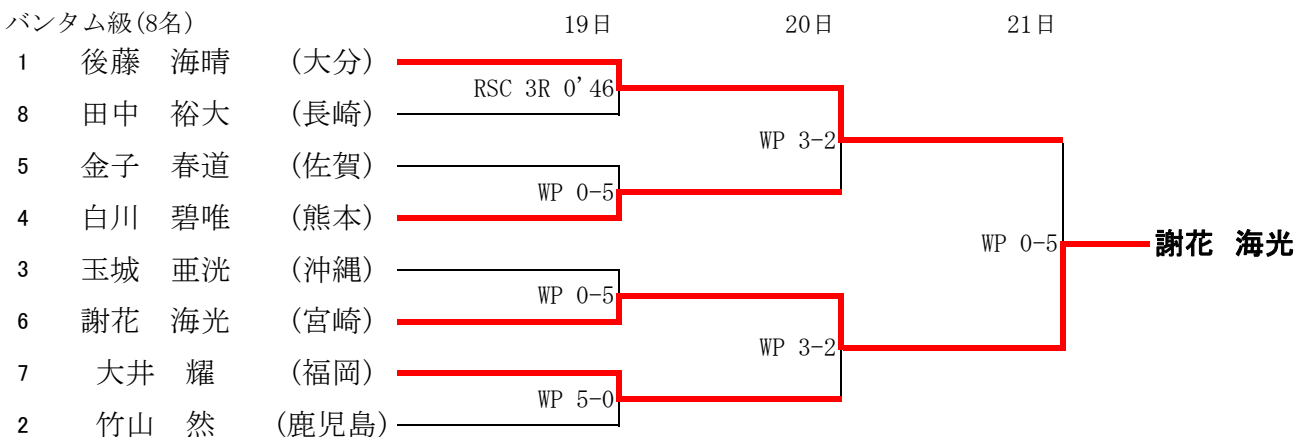 バンタム級(8名) 19日 20日 21日
1 後藤 海晴 (大分)
RSC 3R 0'46
8 田中 裕大 (長崎)
WP 3-2
5 金子 春道 (佐賀)
WP 0-5
4 白川 碧唯 (熊本)
WP 0-5 謝花 海光
3 玉城 亜洸 (沖縄)
WP 0-5
6 謝花 海光 (宮崎)
WP 3-2
7 大井 耀 (福岡)
WP 5-0
2 竹山 然 (鹿児島)